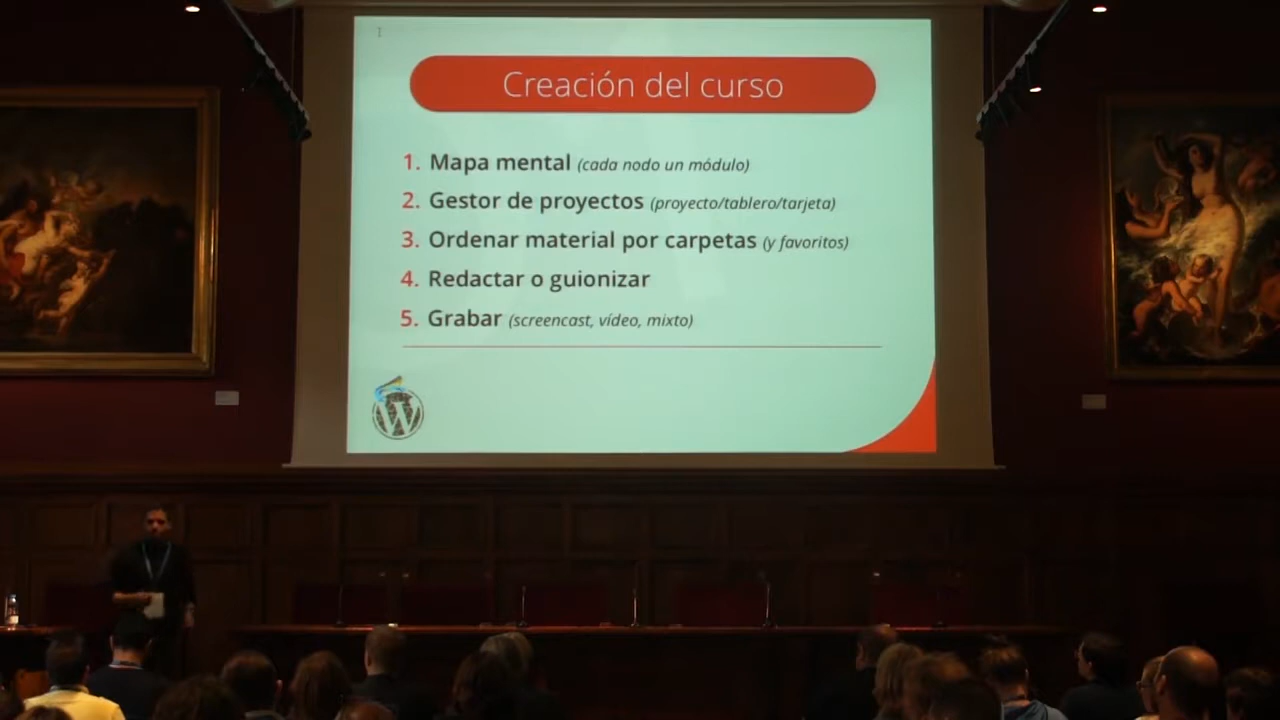 Creación del curso
1. Mapa mental (cada nodo un módulo)
2. Gestor de proyectos (proyecto/tablero/tarjeta)
3. Ordenar material por carpetas (y favoritos)
4. Redactar o guionizar
5. Grabar (screencast, vídeo, mixto)
W